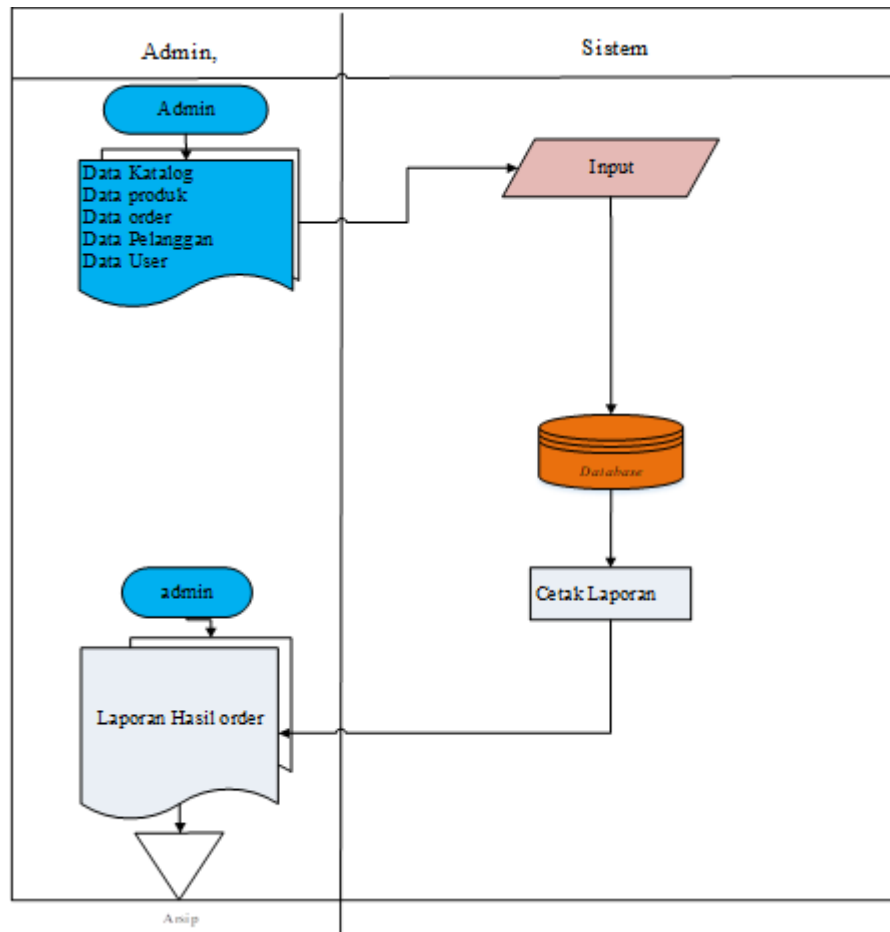 Admin,
Sistem
Admin
Data Katalog
Data produk
Data order
Data Pelanggan
Data User
Input
Database
Cetak Laporan
admin
Laporan Hasil order
Arsip